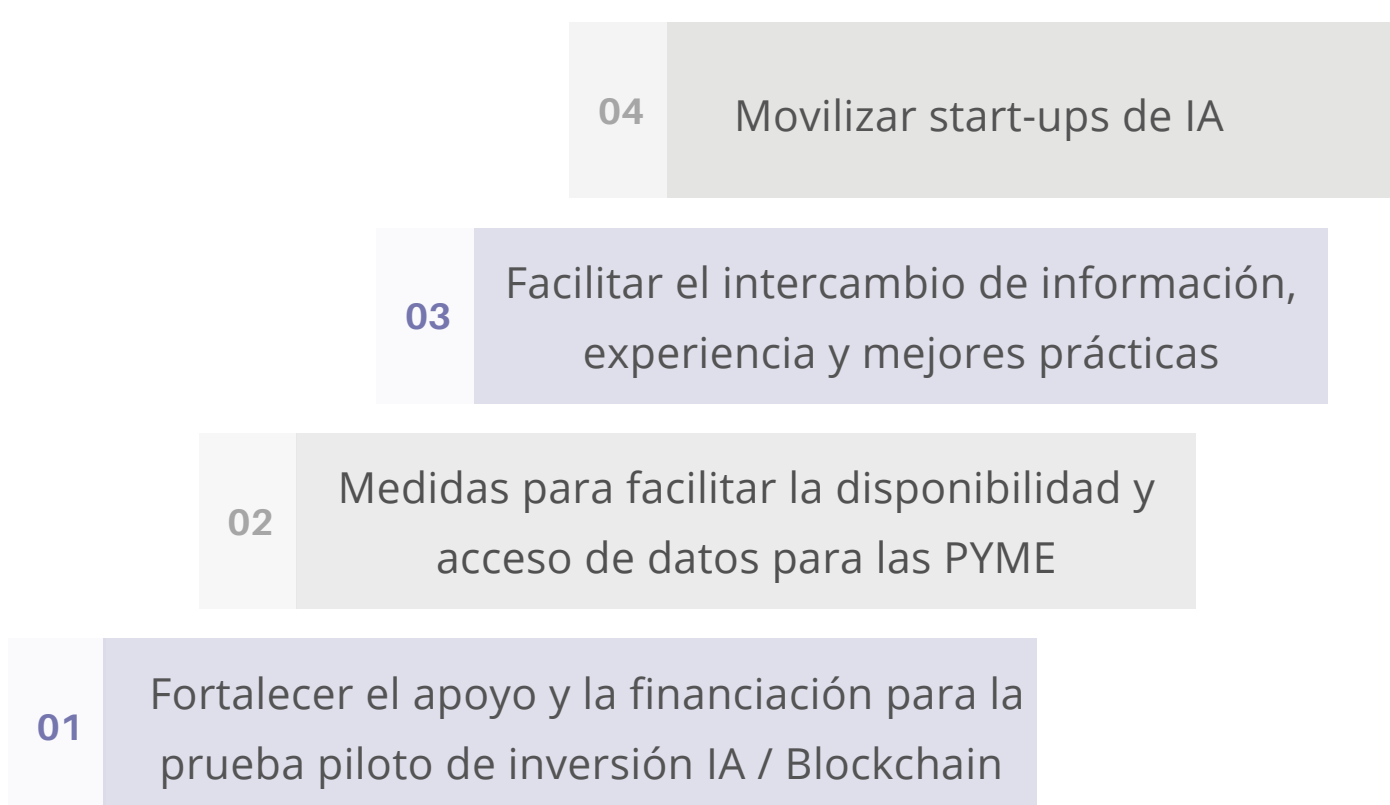 04
Movilizar start-ups de IA
03
Facilitar el intercambio de información,
experiencia y mejores prácticas
02
Medidas para facilitar la disponibilidad y
acceso de datos para las PYME
01
Fortalecer el apoyo y la financiación para la
prueba piloto de inversión IA / Blockchain